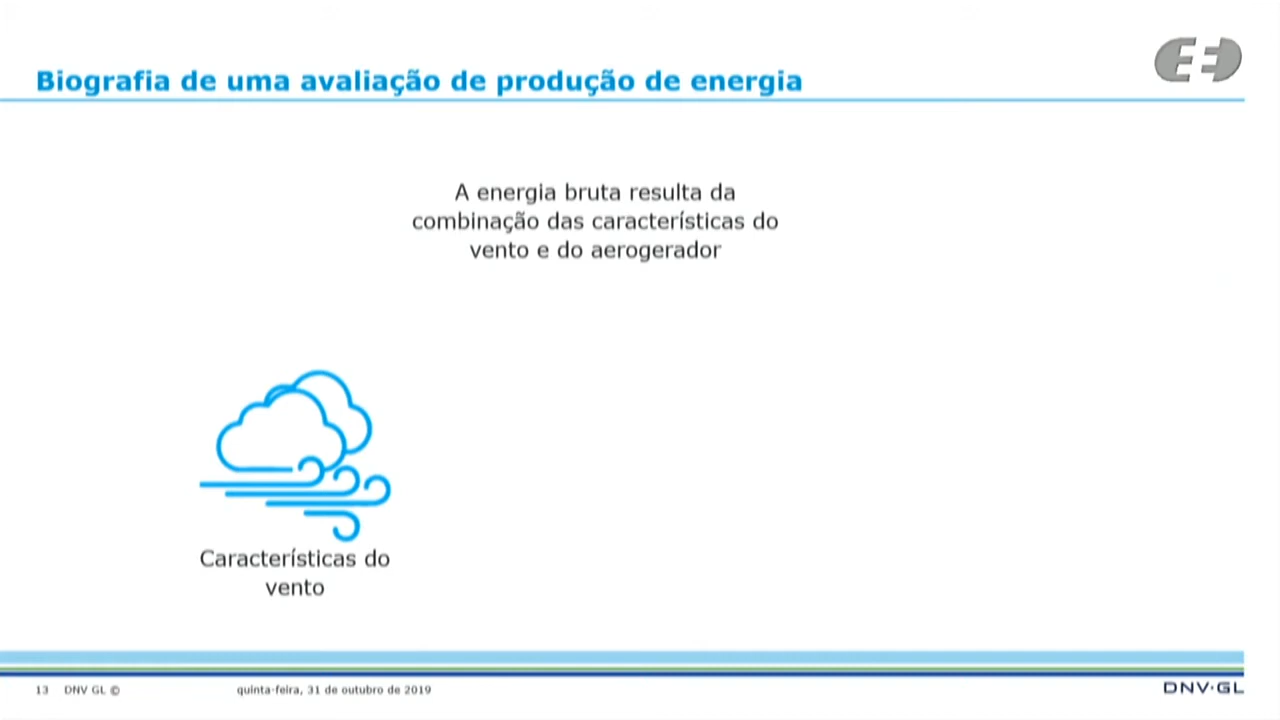 Biografia de uma avaliação de produção de energia
A energia bruta resulta da
combinação das características do
vento e do aerogerador
Características do
vento
13 DNV GL © quinta-feira, 31 de outubro de 2019
DNV·GL